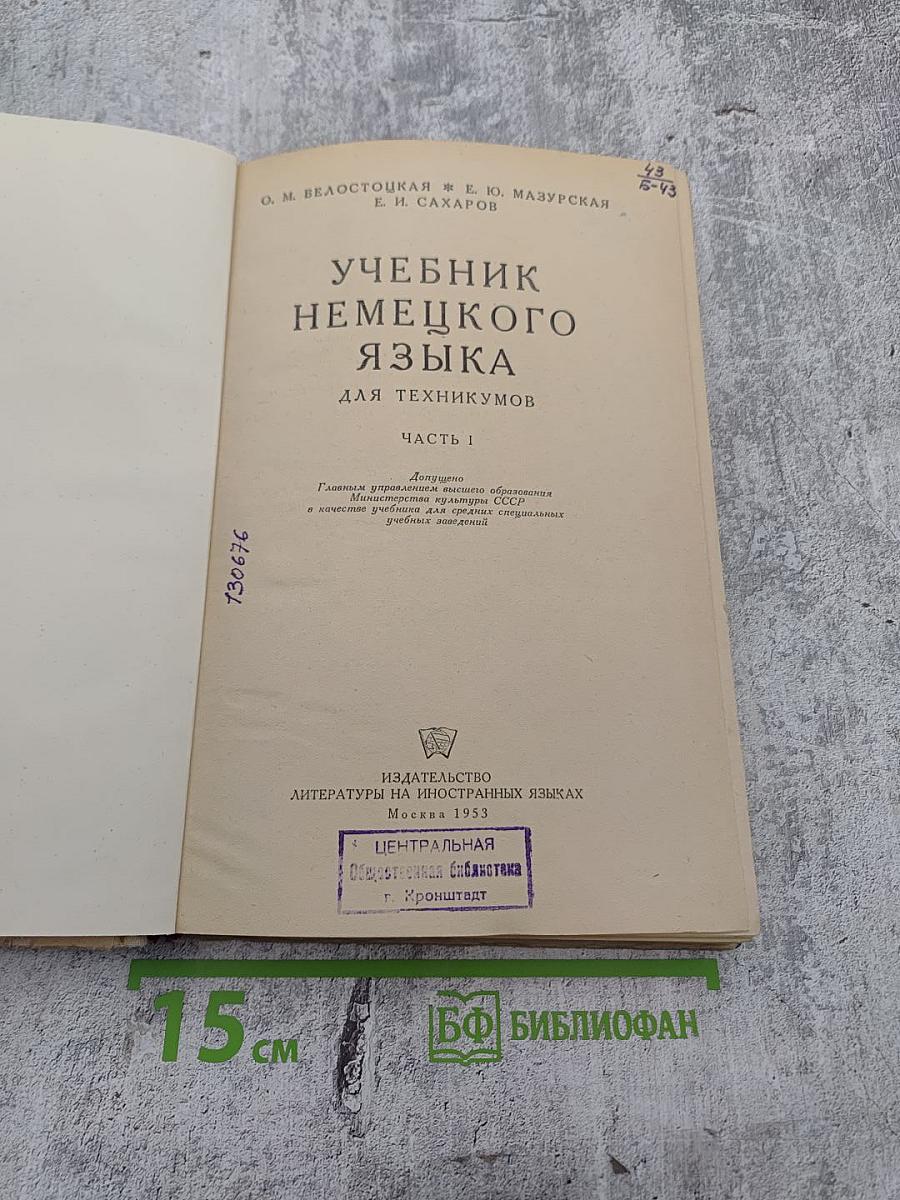 43
Б-43
О. М. БЕЛОСТОЦКАЯ * Е. Ю. МАЗУРСКАЯ
Е. И. САХАРОВ
УЧЕБНИК
НЕМЕЦКОГО
ЯЗЫКА
ДЛЯ ТЕХНИКУМОВ
ЧАСТЬ I
Допущено
Главным управлением высшего образования
Министерства культуры СССР
в качестве учебника для средних специальных
учебных заведений
130676
ИЗДАТЕЛЬСТВО
ЛИТЕРАТУРЫ НА ИНОСТРАННЫХ ЯЗЫКАХ
Москва 1953
ЦЕНТРАЛЬНАЯ
Общественная библиотека
г. Кронштадт
15 см
БФ БИБЛИОФАН